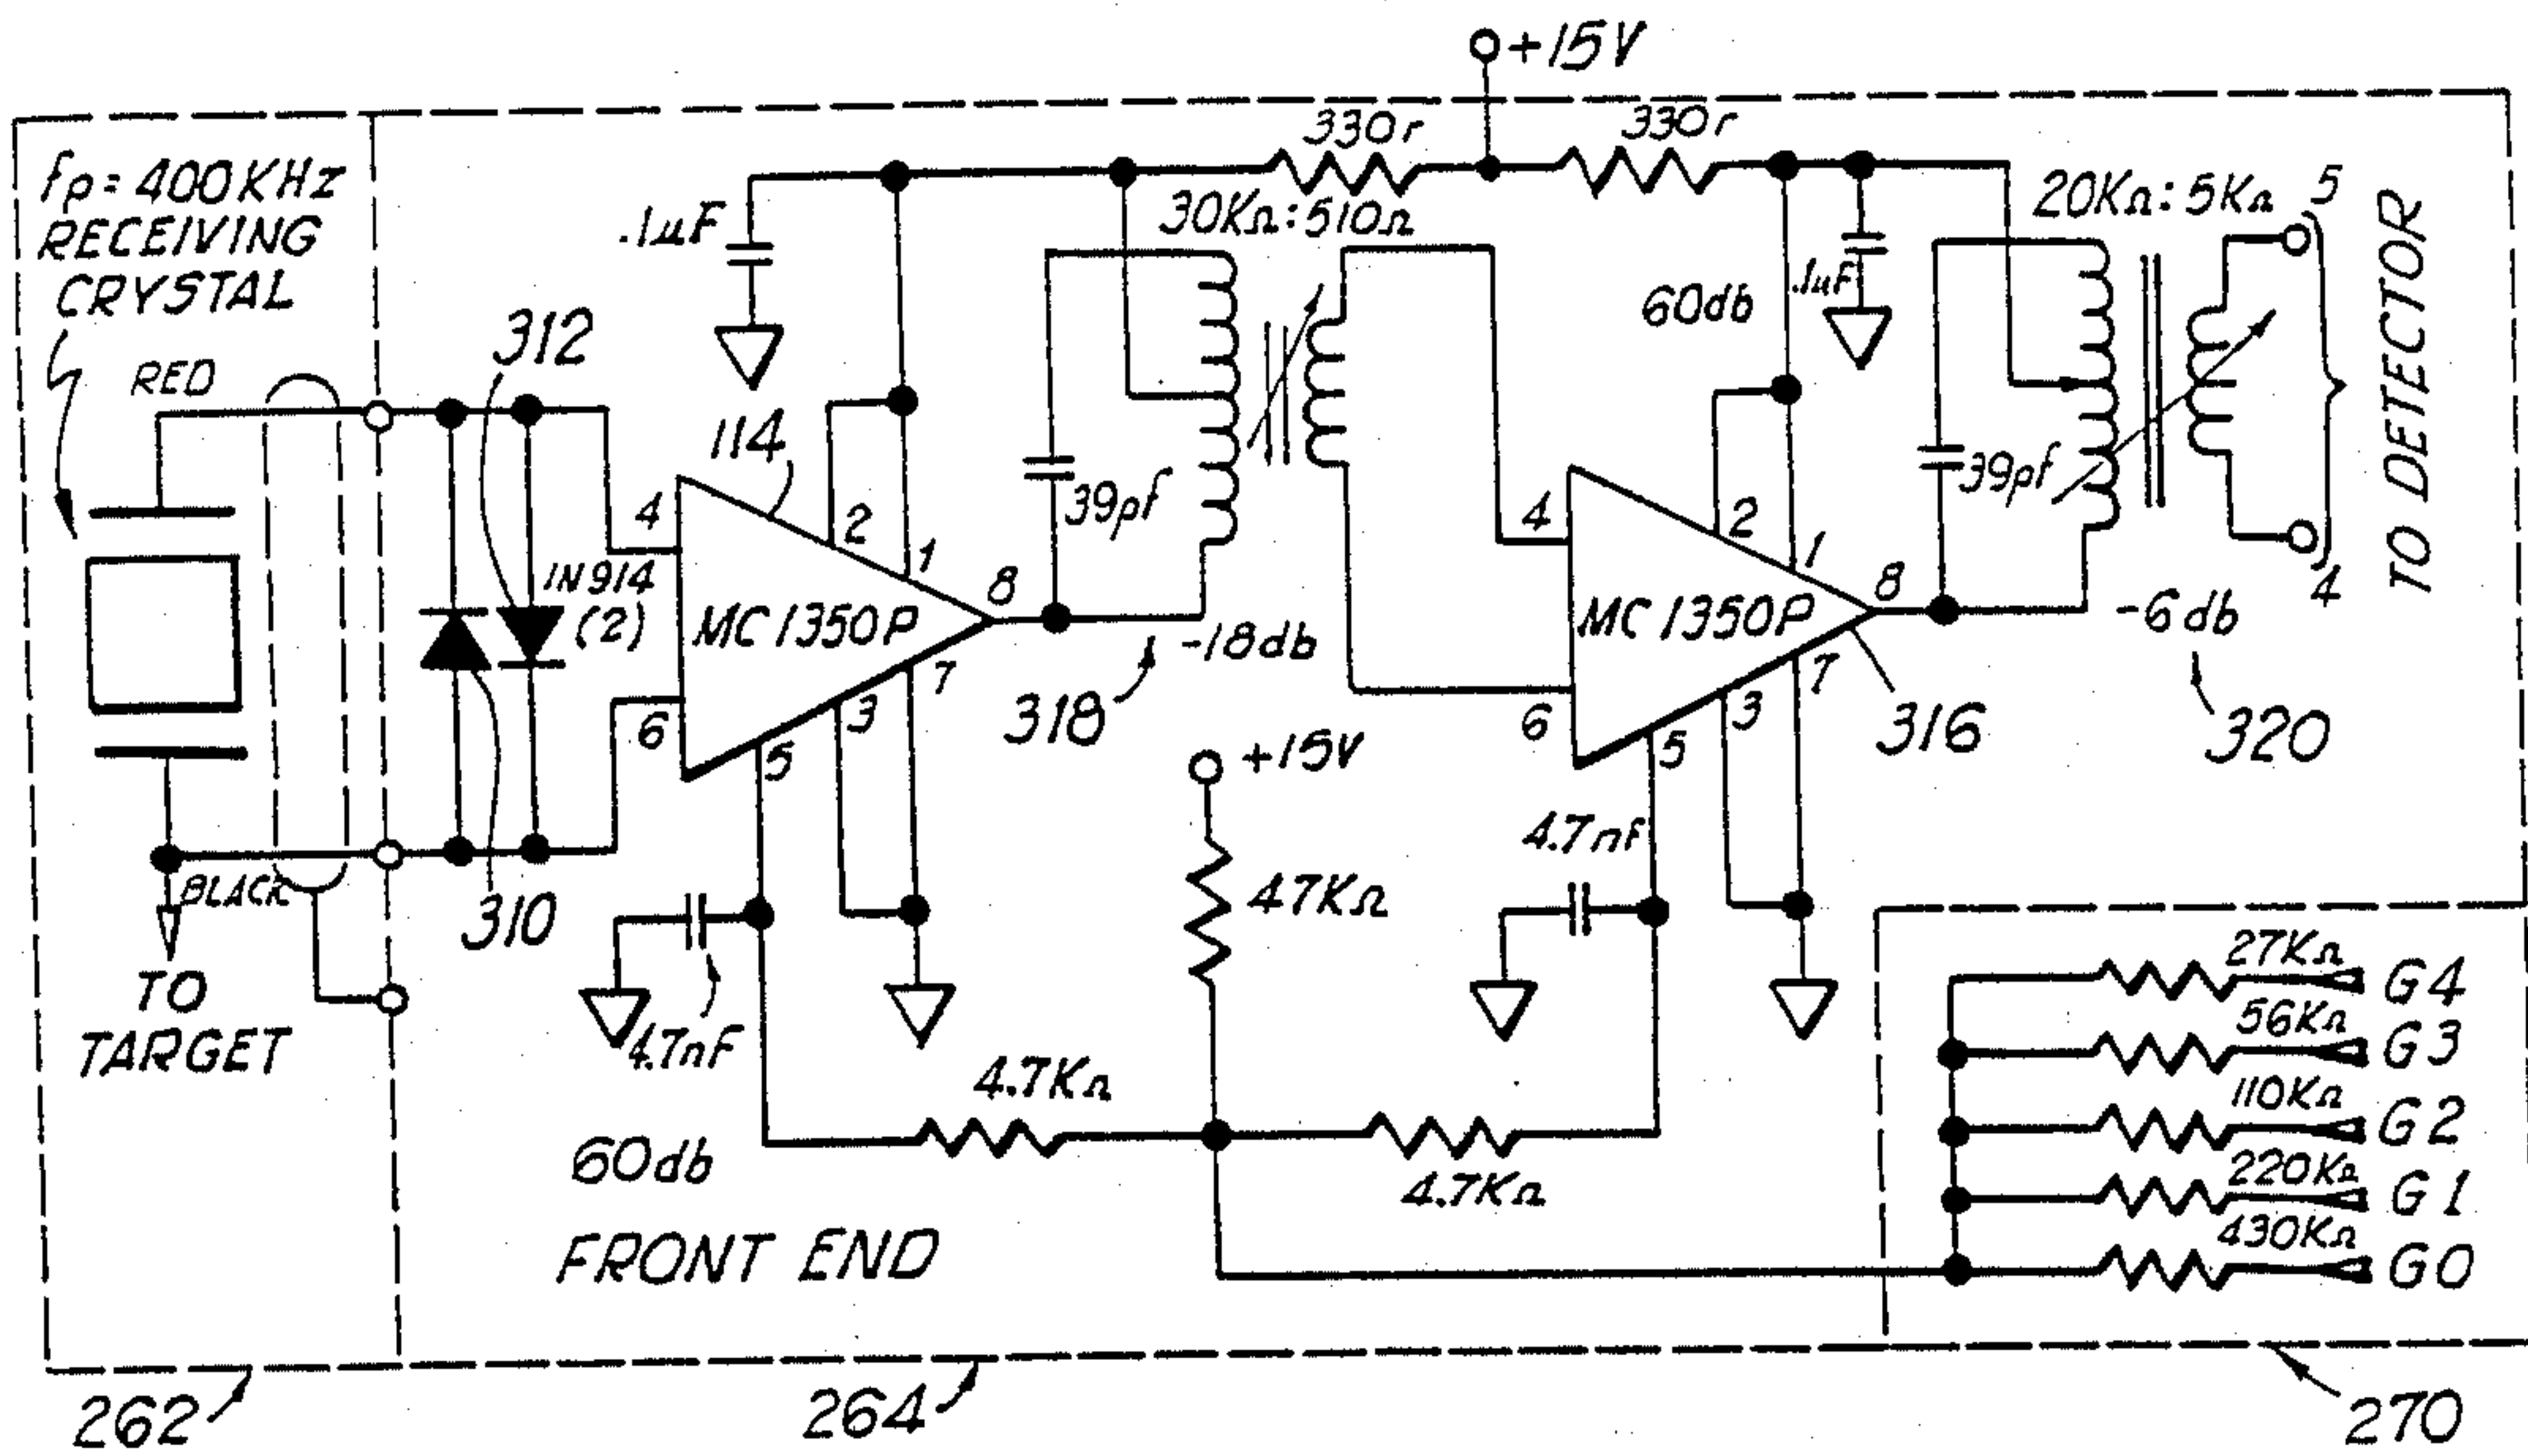 +15V
330r
330r
fp = 400KHz
RECEIVING
CRYSTAL
RED
.1uF
30KΩ:510Ω
20KΩ:5KΩ
5
4
TO DETECTOR
60db
.1uF
312
114
39pf
39pf
1N914
(2)
4
2
1
8
MC1350P
6
5
3
7
-18db
318
4
2
1
8
MC1350P
6
5
3
7
316
-6db
320
BLACK
310
TO
TARGET
4.7nF
+15V
47KΩ
4.7nF
4.7KΩ
4.7KΩ
60db
FRONT END
27KΩ G4
56KΩ G3
110KΩ G2
220KΩ G1
430KΩ G0
262
264
270